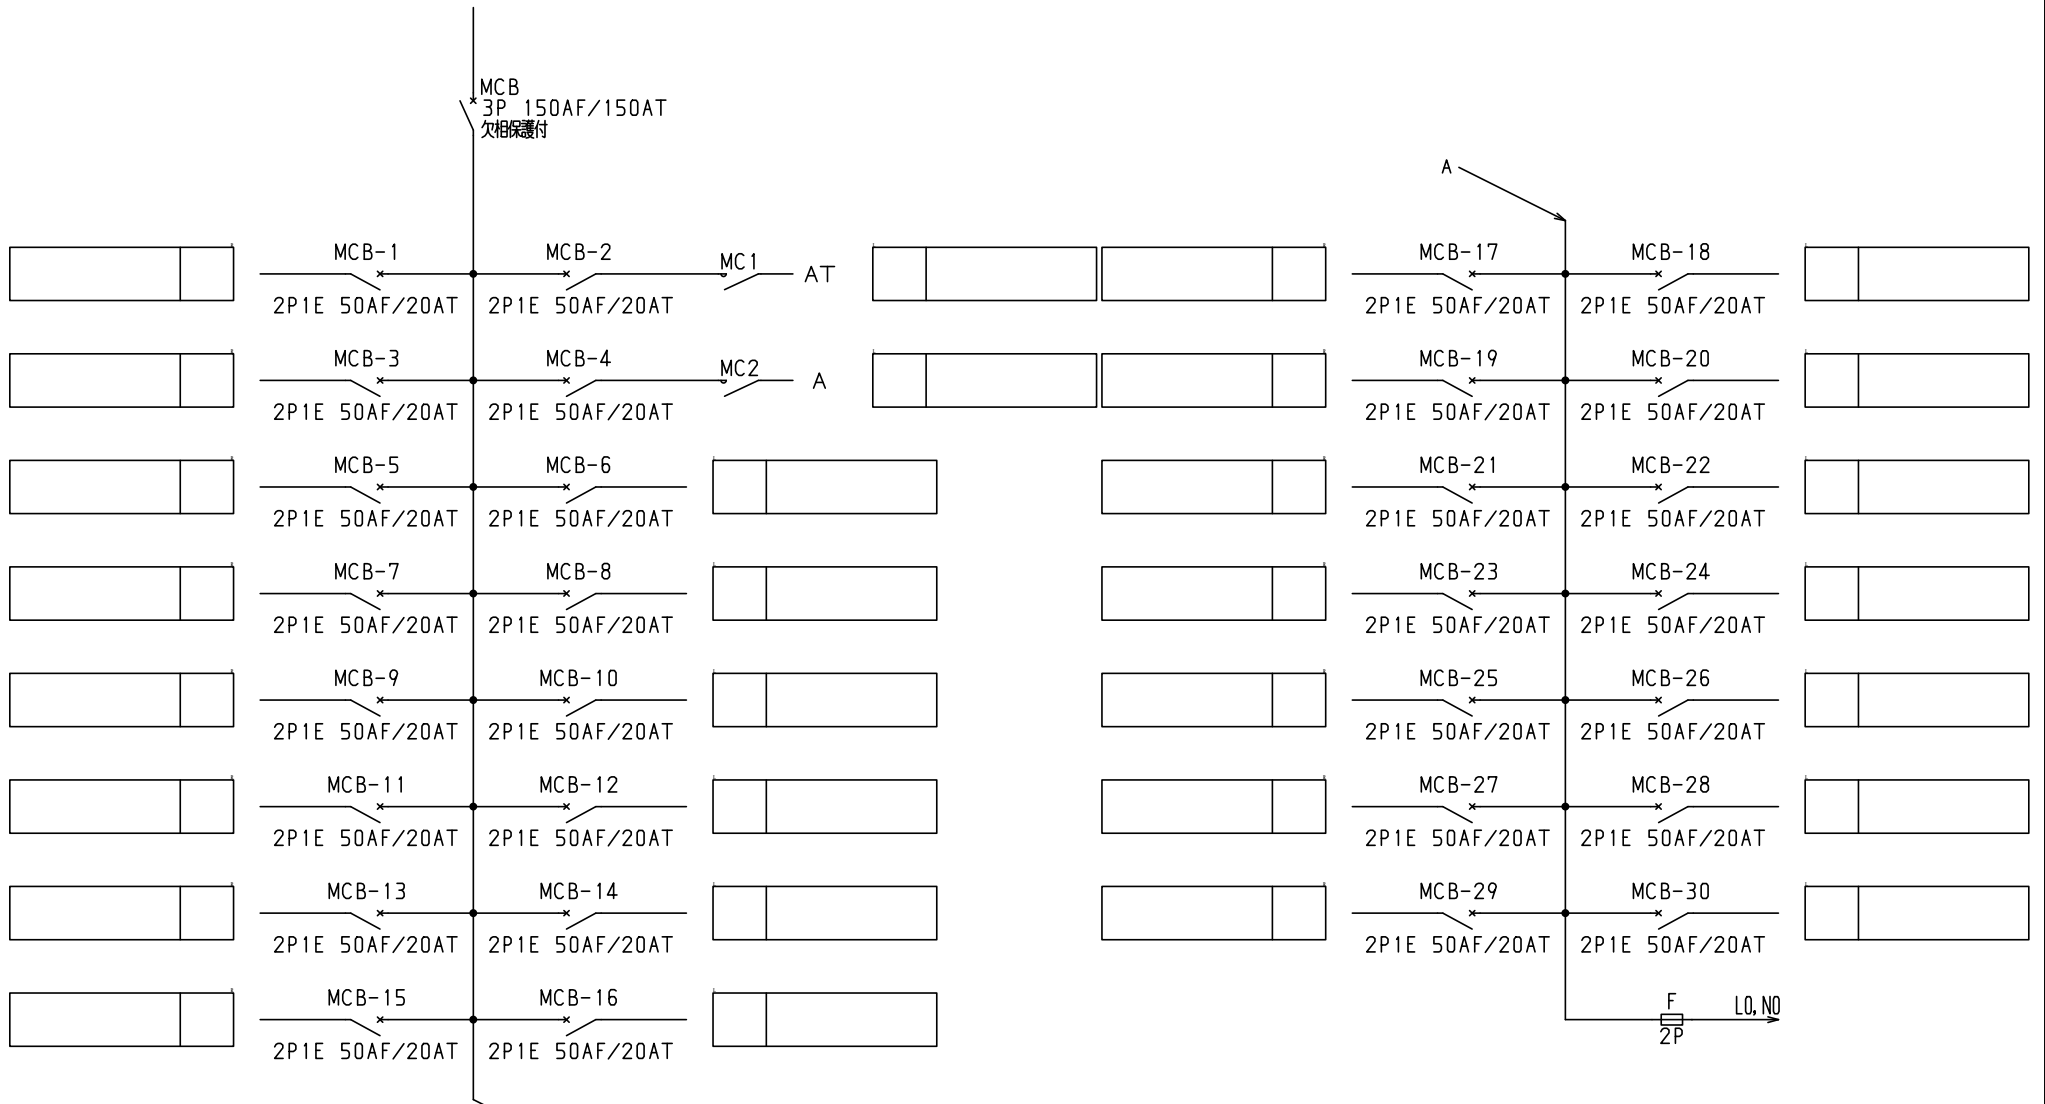 MCB
3P 150AF/150AT
欠相保護付
A
MCB-1 MCB-2 MC1 AT
2P1E 50AF/20AT 2P1E 50AF/20AT
MCB-3 MCB-4 MC2 A
2P1E 50AF/20AT 2P1E 50AF/20AT
MCB-5 MCB-6
2P1E 50AF/20AT 2P1E 50AF/20AT
MCB-7 MCB-8
2P1E 50AF/20AT 2P1E 50AF/20AT
MCB-9 MCB-10
2P1E 50AF/20AT 2P1E 50AF/20AT
MCB-11 MCB-12
2P1E 50AF/20AT 2P1E 50AF/20AT
MCB-13 MCB-14
2P1E 50AF/20AT 2P1E 50AF/20AT
MCB-15 MCB-16
2P1E 50AF/20AT 2P1E 50AF/20AT
MCB-17 MCB-18
2P1E 50AF/20AT 2P1E 50AF/20AT
MCB-19 MCB-20
2P1E 50AF/20AT 2P1E 50AF/20AT
MCB-21 MCB-22
2P1E 50AF/20AT 2P1E 50AF/20AT
MCB-23 MCB-24
2P1E 50AF/20AT 2P1E 50AF/20AT
MCB-25 MCB-26
2P1E 50AF/20AT 2P1E 50AF/20AT
MCB-27 MCB-28
2P1E 50AF/20AT 2P1E 50AF/20AT
MCB-29 MCB-30
2P1E 50AF/20AT 2P1E 50AF/20AT
F L0,N0
2P